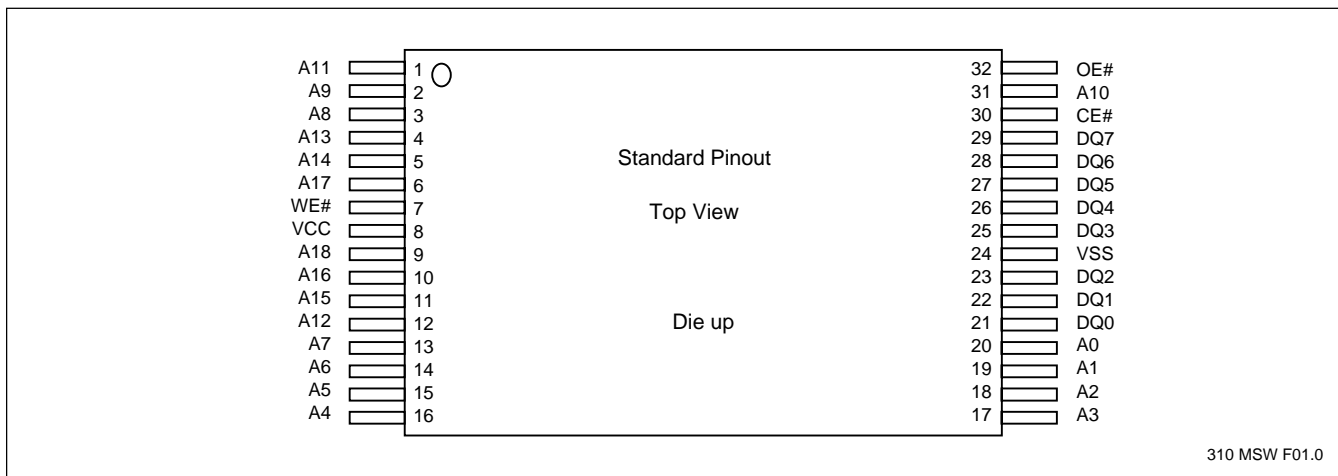 A11 1 32 OE#
A9 2 31 A10
A8 3 30 CE#
A13 4 29 DQ7
A14 5 Standard Pinout 28 DQ6
A17 6 27 DQ5
WE# 7 Top View 26 DQ4
VCC 8 25 DQ3
A18 9 24 VSS
A16 10 23 DQ2
A15 11 22 DQ1
A12 12 Die up 21 DQ0
A7 13 20 A0
A6 14 19 A1
A5 15 18 A2
A4 16 17 A3
310 MSW F01.0